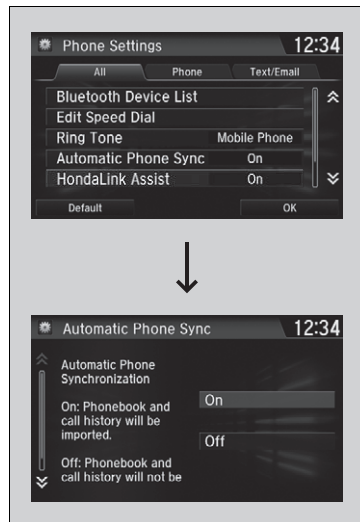 Phone Settings 12:34
All Phone Text/Email
Bluetooth Device List
Edit Speed Dial
Ring Tone Mobile Phone
Automatic Phone Sync On
HondaLink Assist On
Default OK
Automatic Phone Sync 12:34
Automatic Phone
Synchronization
On: Phonebook and
call history will be
imported.
Off: Phonebook and
call history will not be
On
Off